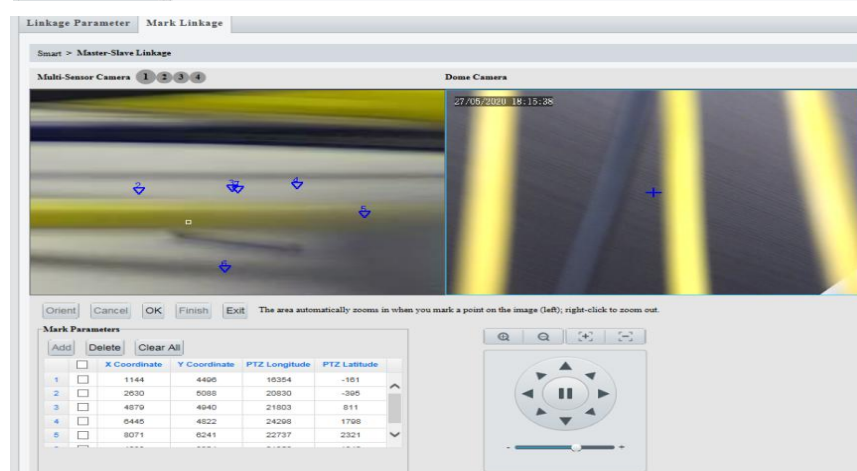 Linkage Parameter Mark Linkage
Smart > Master-Slave Linkage
Multi-Sensor Camera 1 2 3 4 Dome Camera
27/05/2020 18:15:38
2 4
5
6
Orient Cancel OK Finish Exit The area automatically zooms in when you mark a point on the image (left); right-click to zoom out.
Mark Parameters
Add Delete Clear All
X Coordinate Y Coordinate PTZ Longitude PTZ Latitude
1 1144 4496 16354 -161
2 2630 5088 20830 -395
3 4879 4940 21803 811
4 6445 4822 24298 1798
5 8071 6241 22737 2321
- +